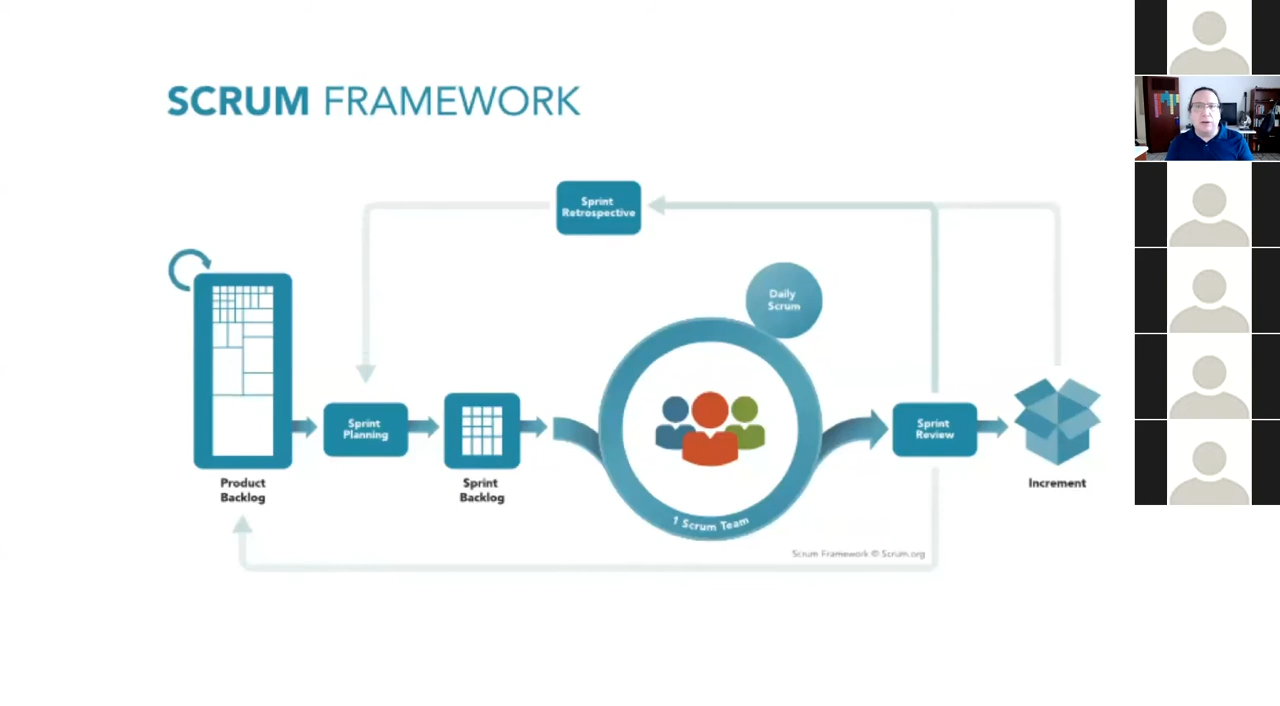 SCRUM FRAMEWORK
Sprint
Retrospective
Daily
Scrum
Sprint
Planning
Sprint
Review
Product
Backlog
Sprint
Backlog
Increment
1 Scrum Team
Scrum Framework © Scrum.org